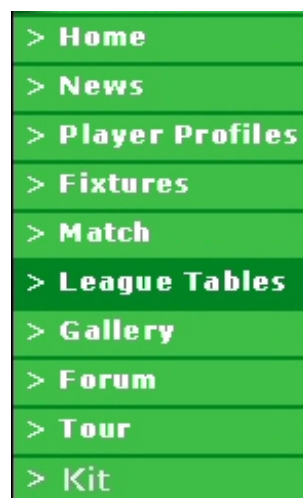 > Home
> News
> Player Profiles
> Fixtures
> Match
> League Tables
> Gallery
> Forum
> Tour
> Kit